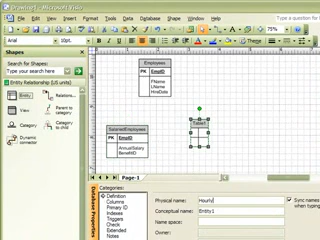 Drawing1 - Microsoft Visio
File Edit View Insert Format Tools Data Database Shape Window Help
Type a question for help
75%
Arial 10pt.
Shapes
Search for Shapes:
Type your search here
Entity Relationship (US units)
Entity Relations...
View Parent to category
Category Category to child
Dynamic connector
Employees
PK EmpID
FName
LName
HireDate
SalariedEmployees
PK EmpID
AnnualSalary
BenefitID
Table3
Page-1
Database Properties
Categories:
Definition
Columns
Primary ID
Indexes
Triggers
Check
Extended
Notes
Physical name: Hourly
Conceptual name: Entity1
Name space:
Owner:
Sync names